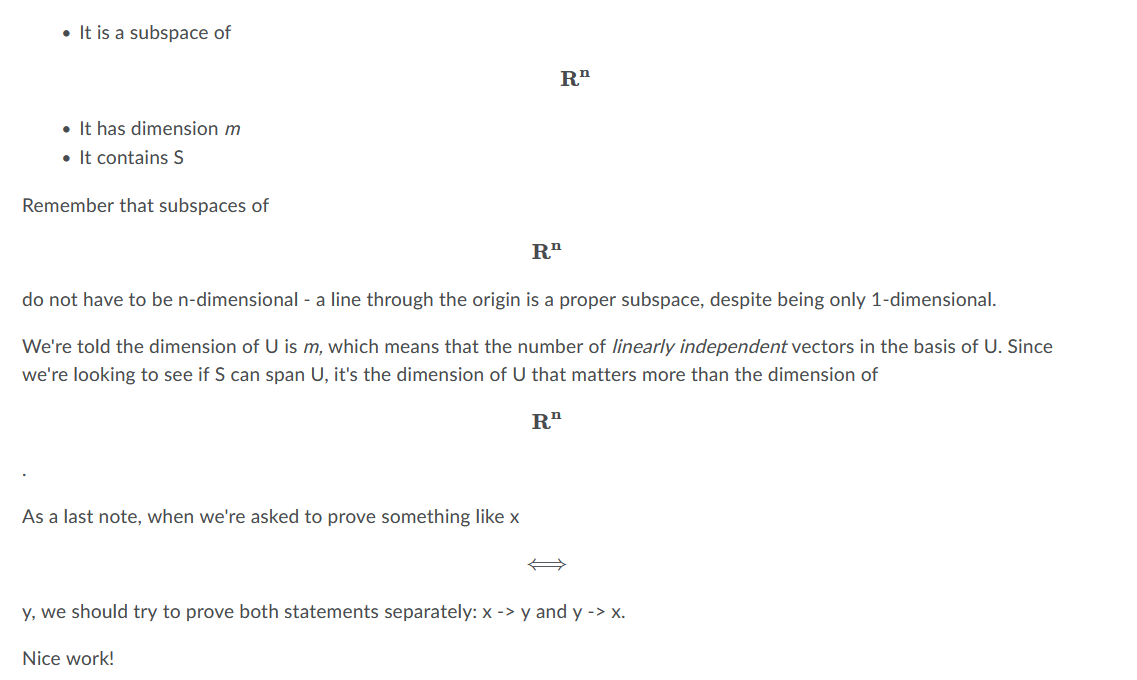 • It is a subspace of
Rⁿ
• It has dimension m
• It contains S
Remember that subspaces of
Rⁿ
do not have to be n-dimensional - a line through the origin is a proper subspace, despite being only 1-dimensional.
We're told the dimension of U is m, which means that the number of linearly independent vectors in the basis of U. Since
we're looking to see if S can span U, it's the dimension of U that matters more than the dimension of
Rⁿ
.
As a last note, when we're asked to prove something like x
⟺
y, we should try to prove both statements separately: x -> y and y -> x.
Nice work!